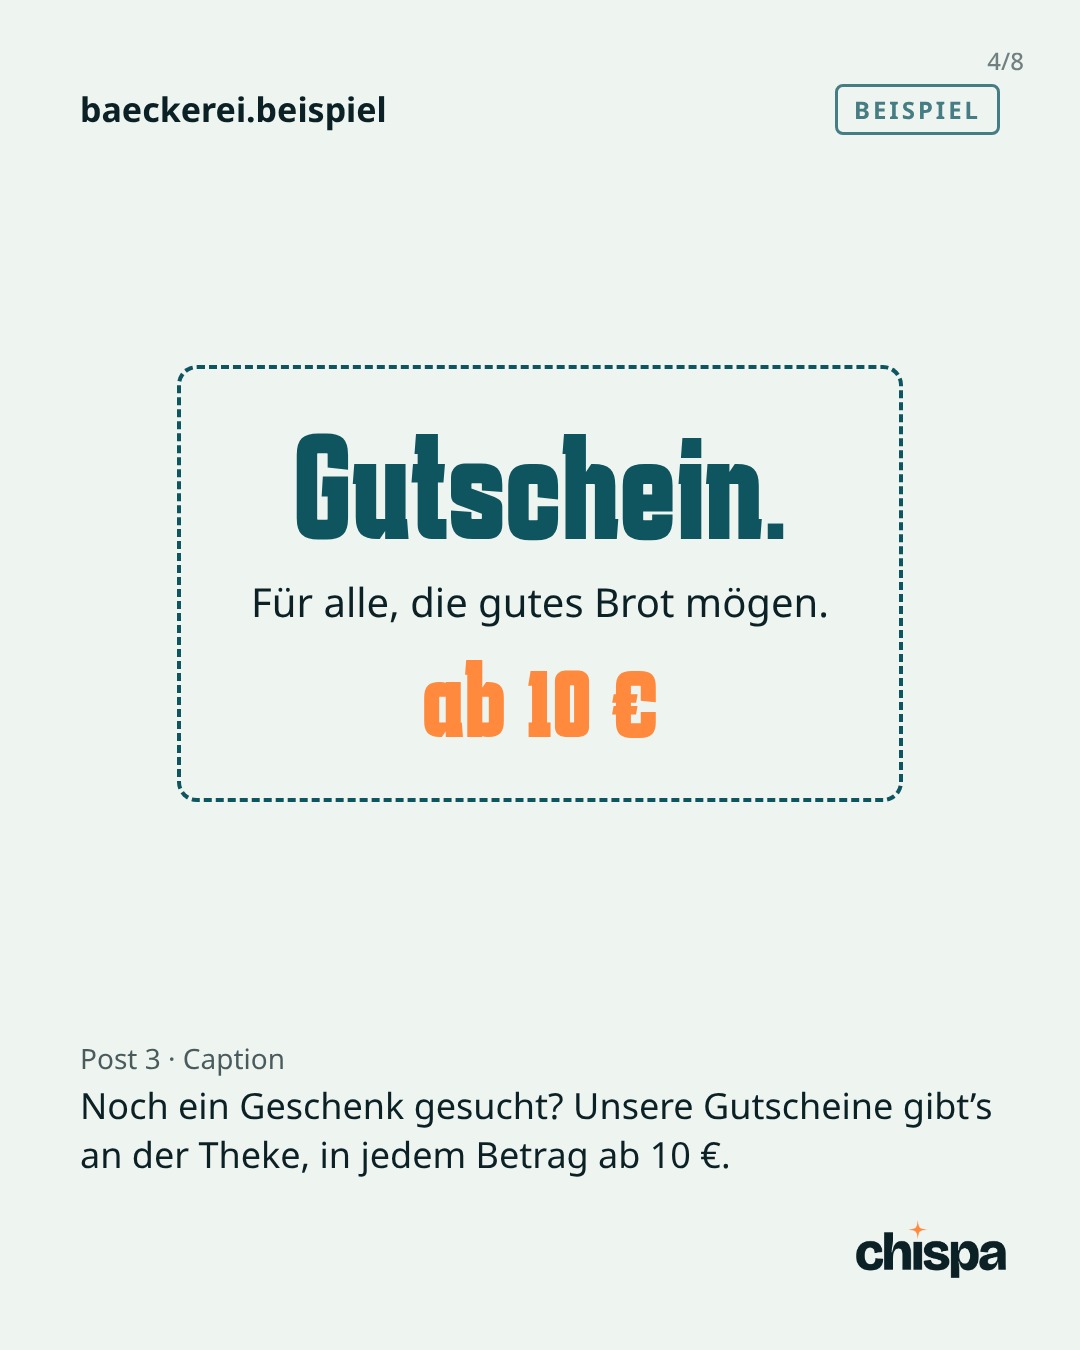 4/8
baeckerei.beispiel
BEISPIEL
Gutschein.
Für alle, die gutes Brot mögen.
ab 10 €
Post 3 · Caption
Noch ein Geschenk gesucht? Unsere Gutscheine gibt’s
an der Theke, in jedem Betrag ab 10 €.
chispa